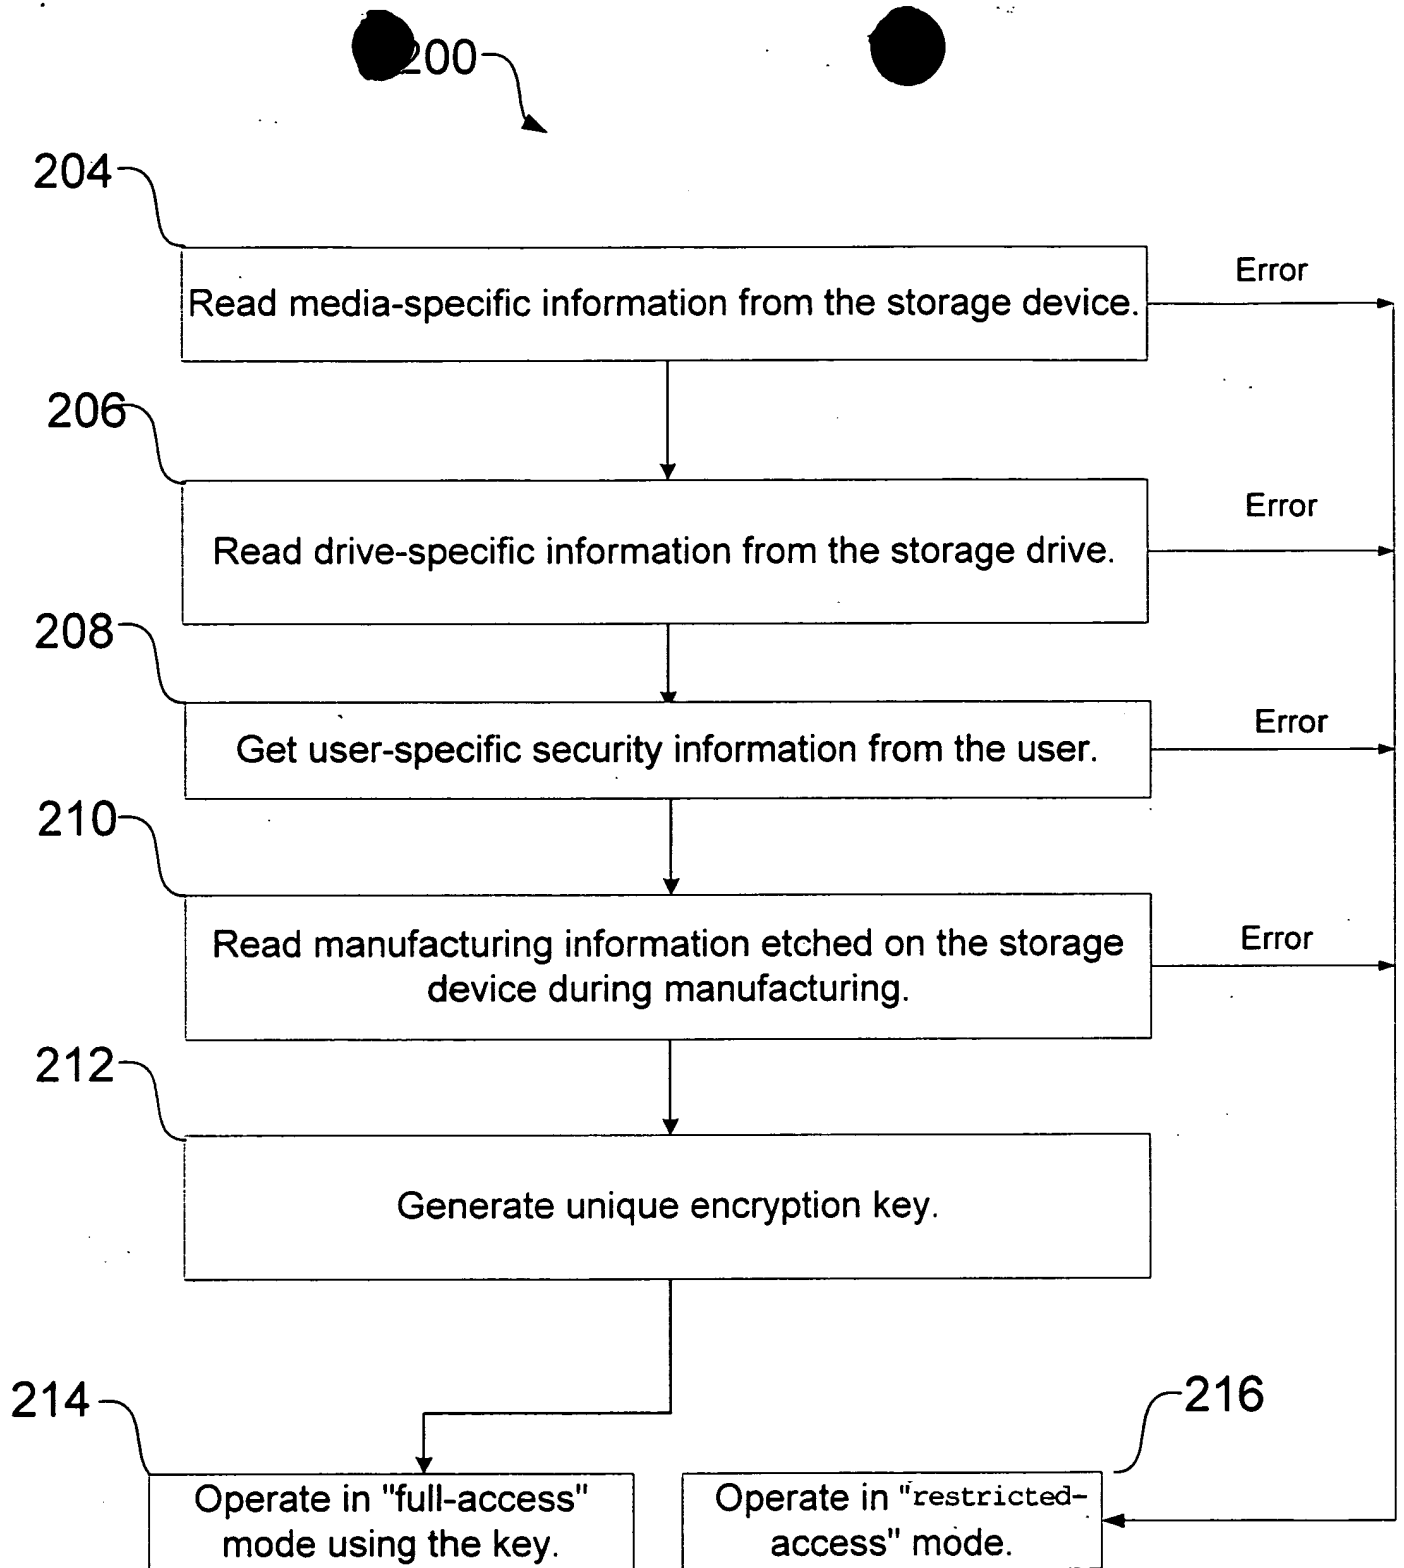 200
204
Read media-specific information from the storage device.
Error
206
Read drive-specific information from the storage drive.
Error
208
Get user-specific security information from the user.
Error
210
Read manufacturing information etched on the storage
device during manufacturing.
Error
212
Generate unique encryption key.
214
Operate in "full-access"
mode using the key.
216
Operate in "restricted-
access" mode.